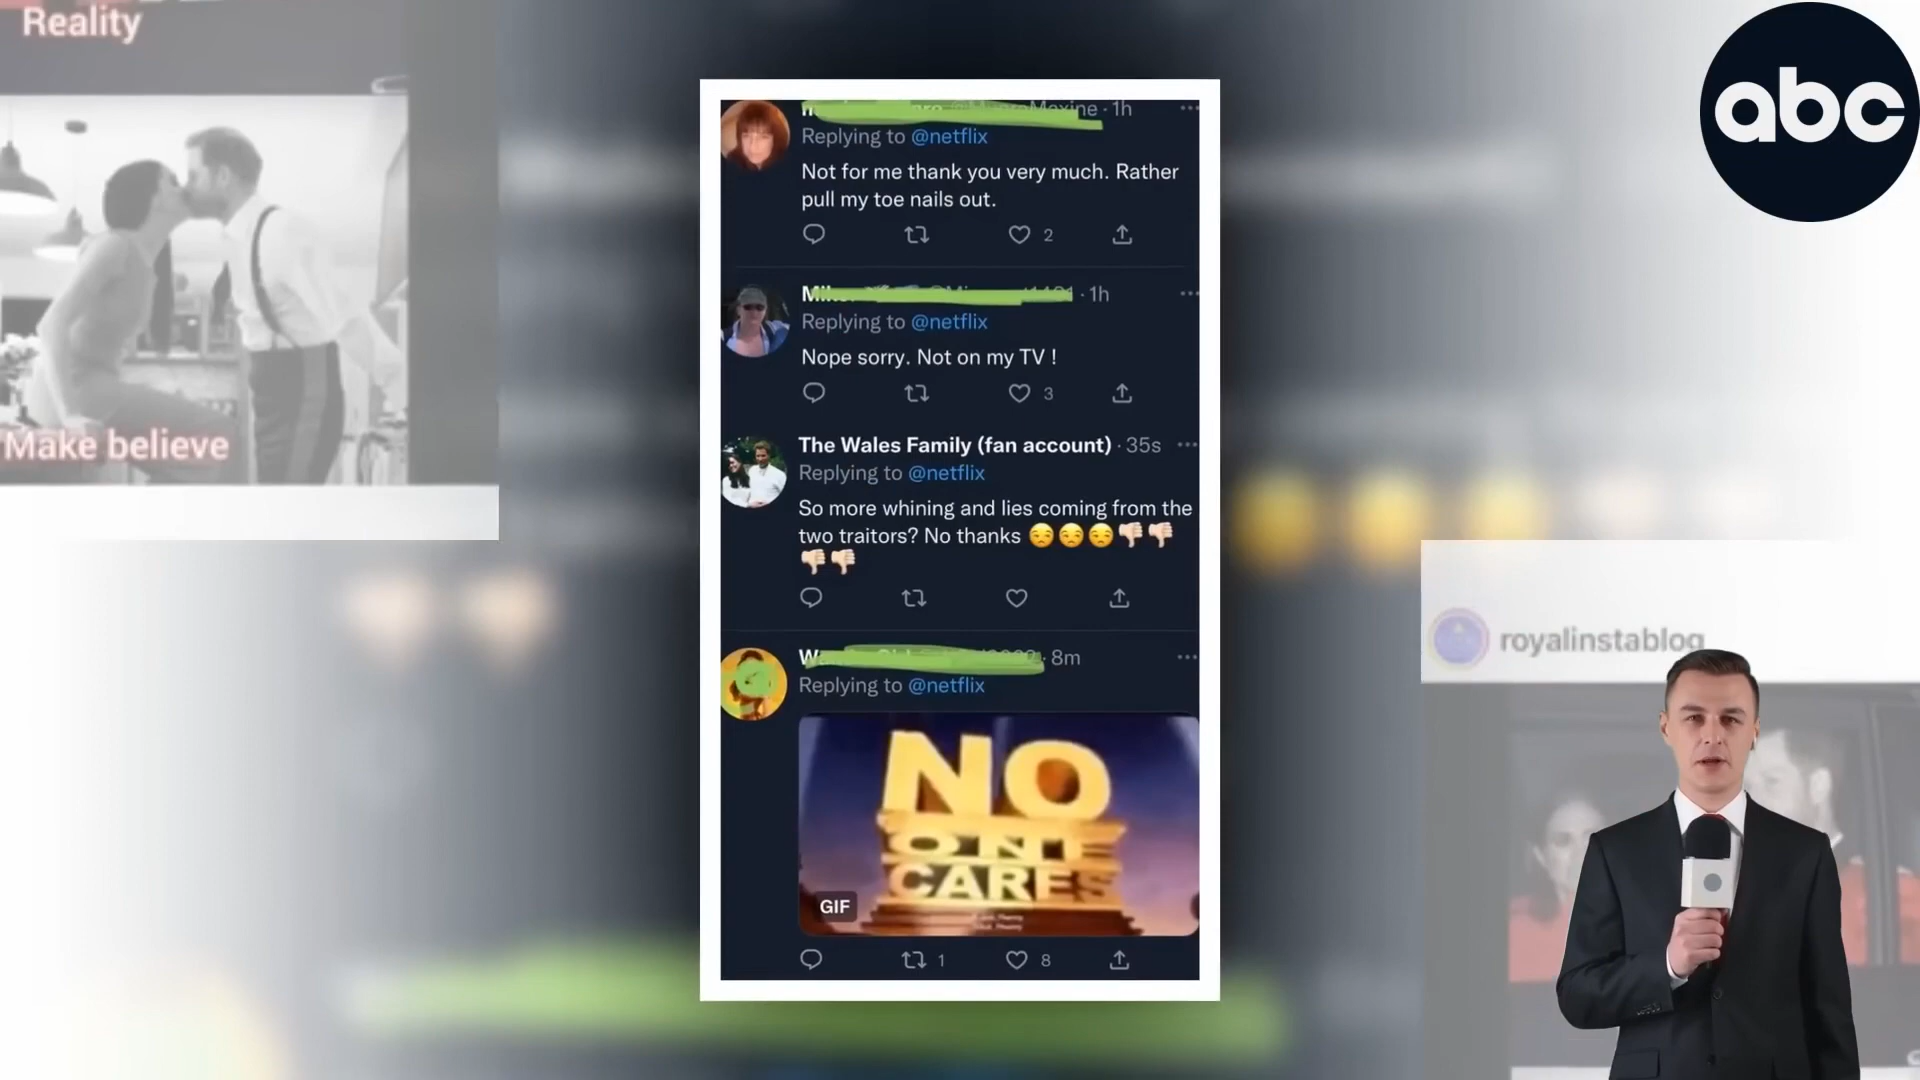 Reality
Make believe
abc
· 1h
Replying to @netflix
Not for me thank you very much. Rather
pull my toe nails out.
2
· 1h
Replying to @netflix
Nope sorry. Not on my TV !
3
The Wales Family (fan account) · 35s
Replying to @netflix
So more whining and lies coming from the
two traitors? No thanks 😒😒😒👎🏻👎🏻
👎🏻👎🏻
· 8m
Replying to @netflix
NO
ONE
CARES
GIF
1
8
royalinstablog